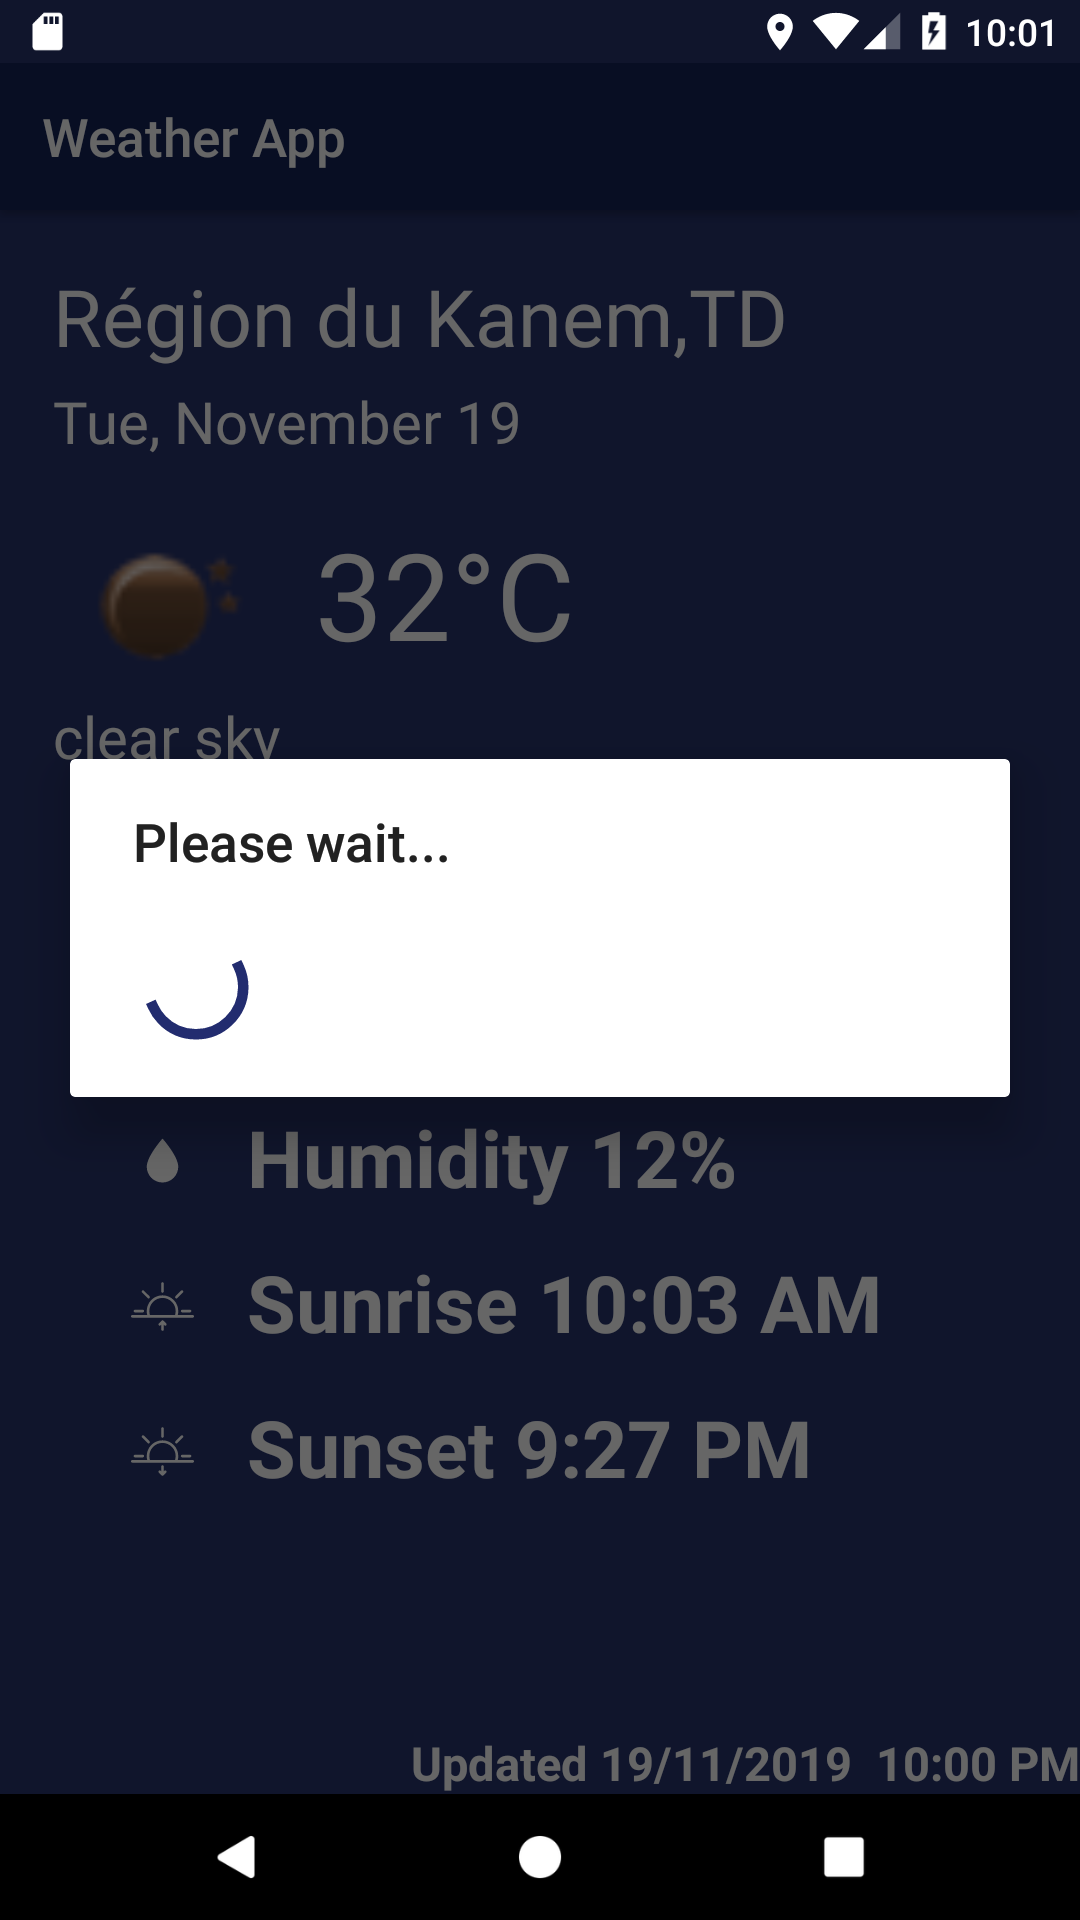 10:01
Weather App
Région du Kanem,TD
Tue, November 19
32°C
clear sky
Please wait...
Humidity 12%
Sunrise 10:03 AM
Sunset 9:27 PM
Updated 19/11/2019  10:00 PM